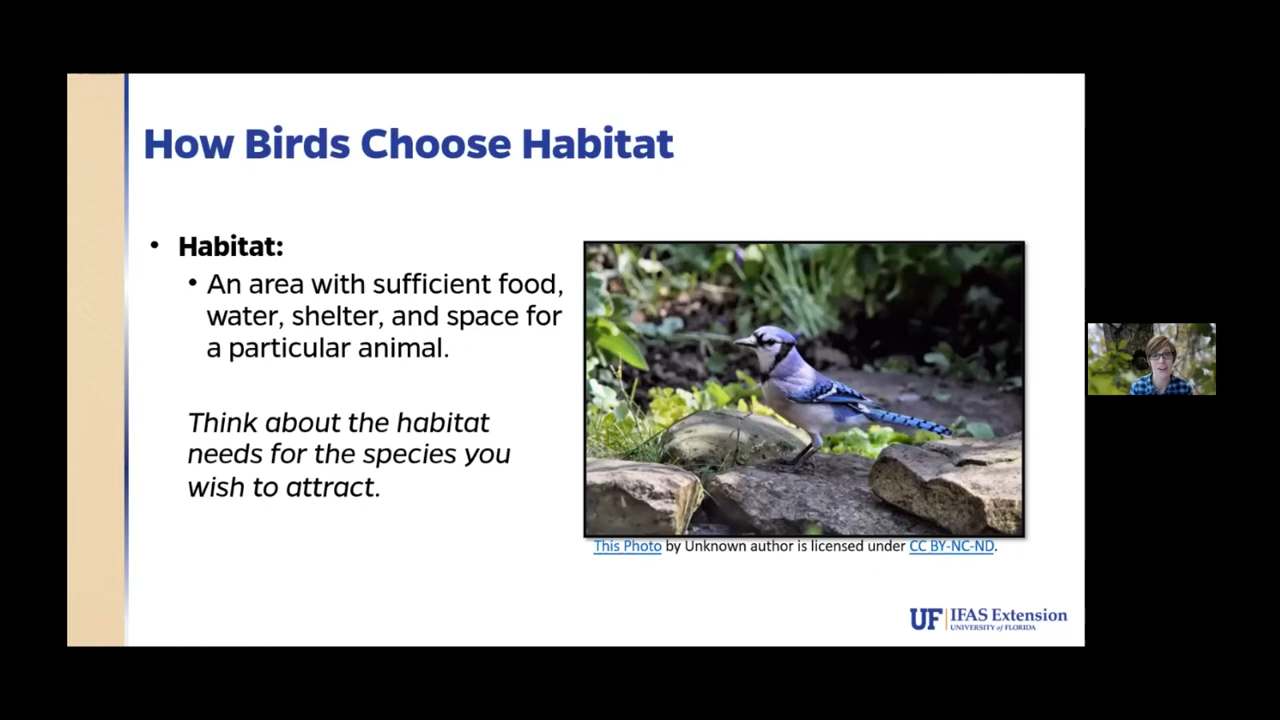 How Birds Choose Habitat
• Habitat:
• An area with sufficient food,
water, shelter, and space for
a particular animal.
Think about the habitat
needs for the species you
wish to attract.
This Photo by Unknown author is licensed under CC BY-NC-ND.
UF IFAS Extension
UNIVERSITY of FLORIDA